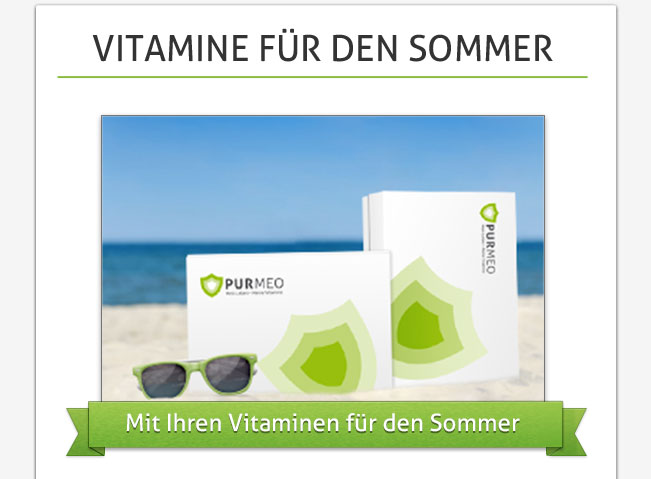 VITAMINE FÜR DEN SOMMER
PURMEO
PURMEO
Mit Ihren Vitaminen für den Sommer